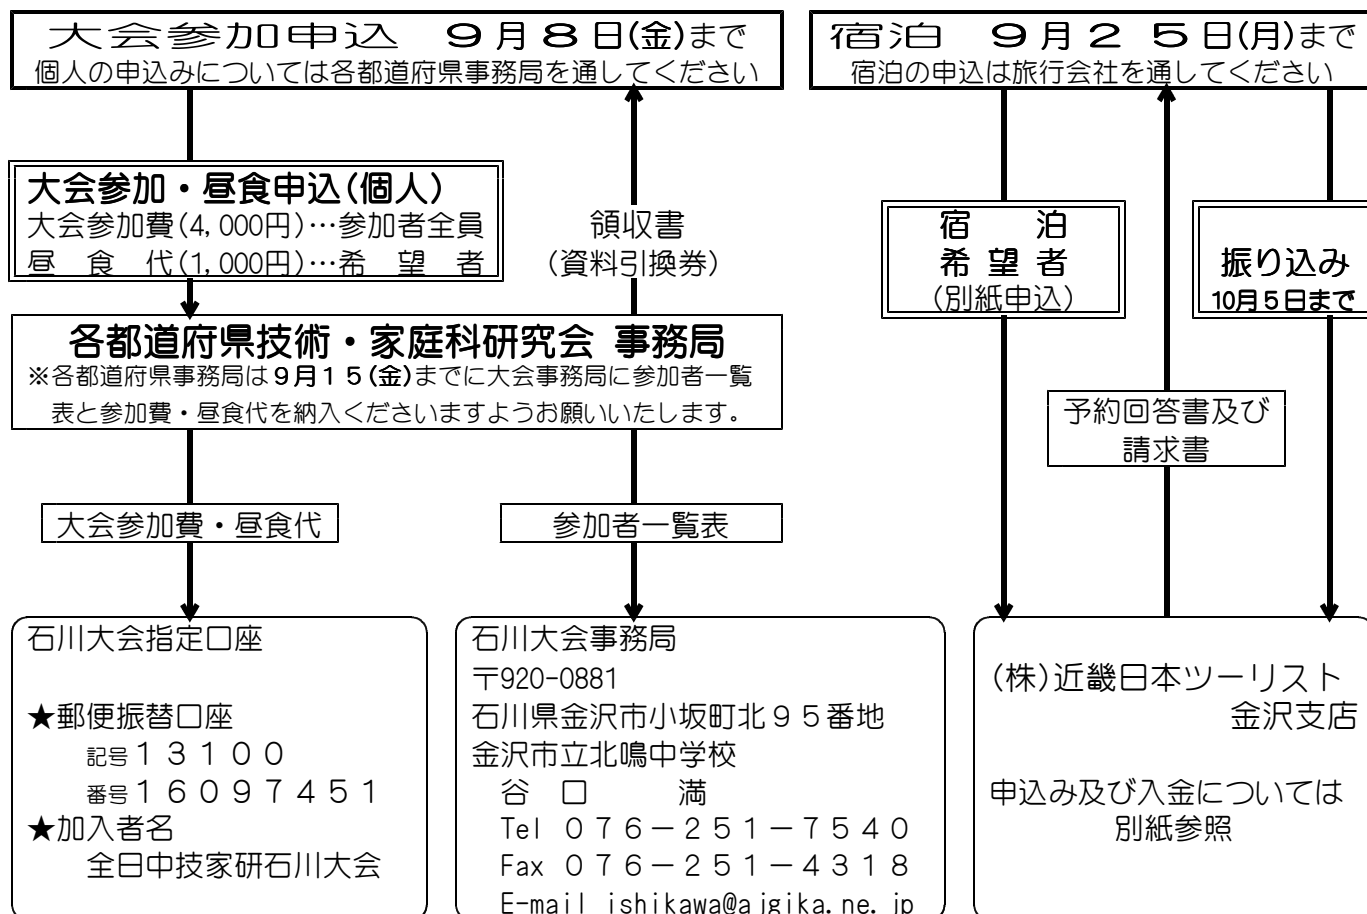 大会参加申込　９月８日(金)まで
個人の申込みについては各都道府県事務局を通してください
宿泊　９月２５日(月)まで
宿泊の申込は旅行会社を通してください
大会参加・昼食申込(個人)
大会参加費(4,000円)…参加者全員
昼　食　代(1,000円)…希　望　者
領収書
(資料引換券)
宿　　泊
希 望 者
(別紙申込)
振り込み
10月５日まで
各都道府県技術・家庭科研究会 事務局
※各都道府県事務局は９月１５(金)までに大会事務局に参加者一覧
表と参加費・昼食代を納入くださいますようお願いいたします。
予約回答書及び
請求書
大会参加費・昼食代
参加者一覧表
石川大会指定口座
★郵便振替口座
記号１３１００
番号１６０９７４５１
★加入者名
全日中技家研石川大会
石川大会事務局
〒920-0881
石川県金沢市小坂町北９５番地
金沢市立北鳴中学校
谷　口　　　満
Tel ０７６－２５１－７５４０
Fax ０７６－２５１－４３１８
E-mail ishikawa@ajgika.ne.jp
(株)近畿日本ツーリスト
金沢支店
申込み及び入金については
別紙参照